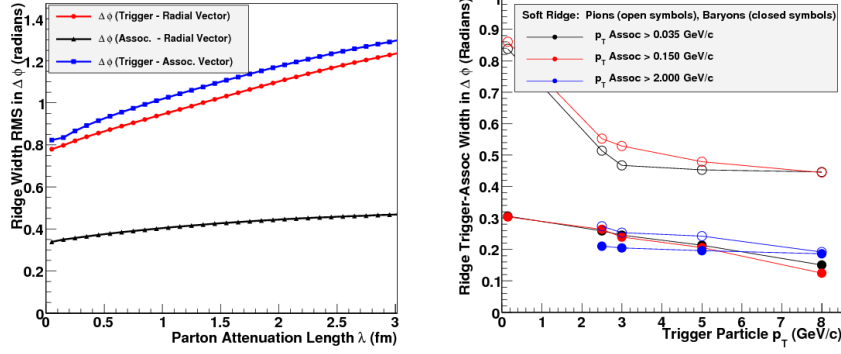 Δ ϕ (Trigger - Radial Vector)
Δ ϕ (Assoc. - Radial Vector)
Δ ϕ (Trigger - Assoc. Vector)
Ridge Width RMS in Δ ϕ (radians)
1.4
1.2
1
0.8
0.6
0.4
0.2
0
0 0.5 1 1.5 2 2.5 3
Parton Attenuation Length λ (fm)
Soft Ridge: Pions (open symbols), Baryons (closed symbols)
p_T Assoc > 0.035 GeV/c
p_T Assoc > 0.150 GeV/c
p_T Assoc > 2.000 GeV/c
Ridge Trigger-Assoc Width in Δ ϕ (Radians)
1
0.9
0.8
0.7
0.6
0.5
0.4
0.3
0.2
0.1
0
0 1 2 3 4 5 6 7 8
Trigger Particle p_T (GeV/c)